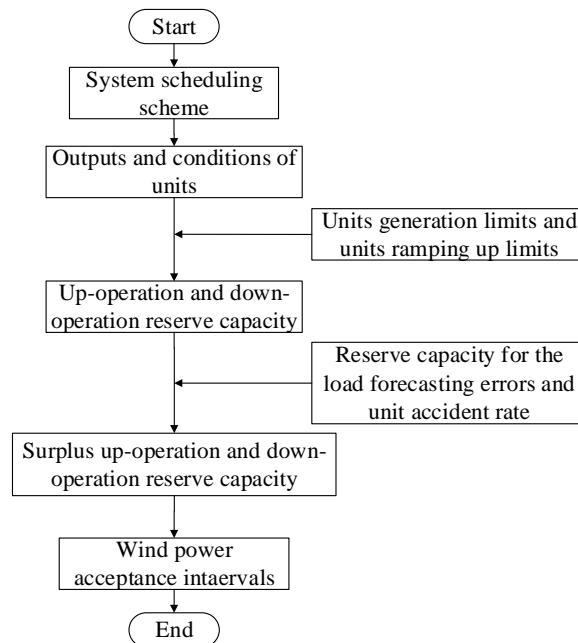 Start
System scheduling
scheme
Outputs and conditions of
units
Units generation limits and
units ramping up limits
Up-operation and down-
operation reserve capacity
Reserve capacity for the
load forecasting errors and
unit accident rate
Surplus up-operation and down-
operation reserve capacity
Wind power
acceptance intaervals
End